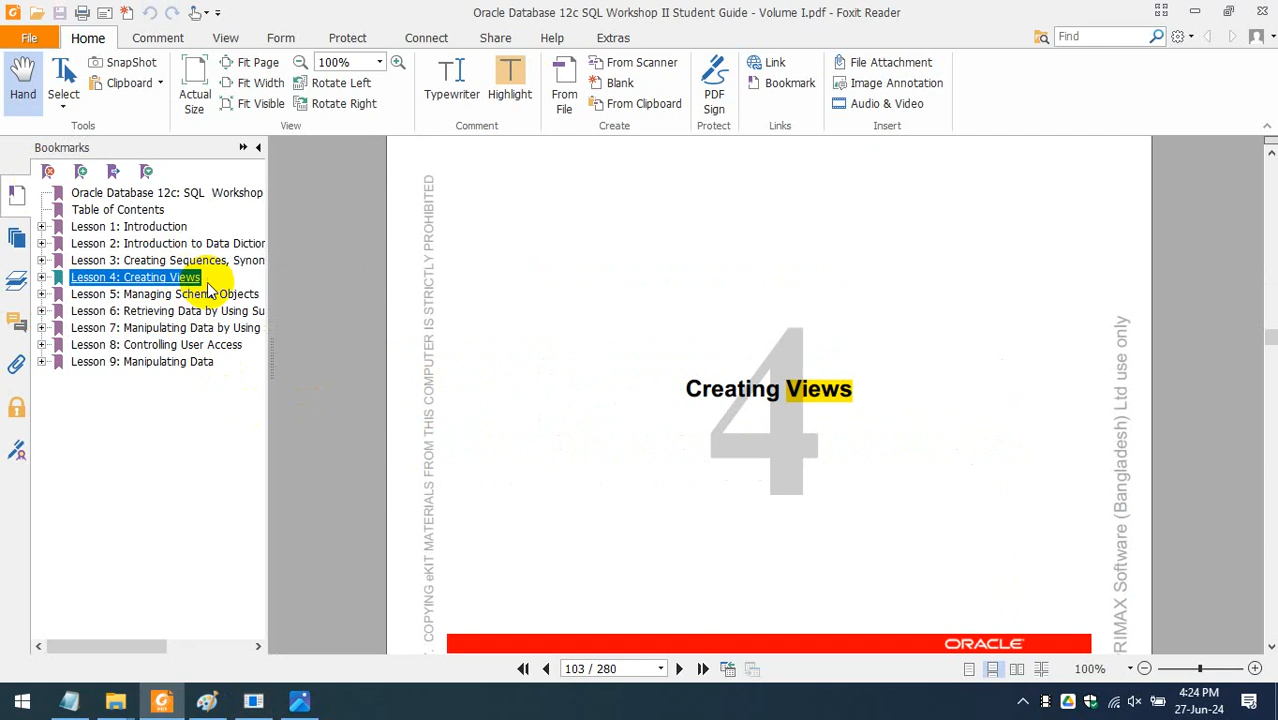 Oracle Database 12c SQL Workshop II Student Guide - Volume I.pdf - Foxit Reader
File Home Comment View Form Protect Connect Share Help Extras Find
Hand
Select
SnapShot
Clipboard
Tools
Actual Size
Fit Page
Fit Width
Fit Visible
100%
Rotate Left
Rotate Right
View
Typewriter
Highlight
Comment
From File
From Scanner
Blank
From Clipboard
Create
PDF Sign
Protect
Link
Bookmark
Links
File Attachment
Image Annotation
Audio & Video
Insert
Bookmarks
Oracle Database 12c: SQL Workshop
Table of Contents
Lesson 1: Introduction
Lesson 2: Introduction to Data Diction
Lesson 3: Creating Sequences, Synon
Lesson 4: Creating Views
Lesson 5: Managing Schema Objects
Lesson 6: Retrieving Data by Using Su
Lesson 7: Manipulating Data by Using
Lesson 8: Controlling User Access
Lesson 9: Manipulating Data
COPYING eKIT MATERIALS FROM THIS COMPUTER IS STRICTLY PROHIBITED
4
Creating Views
RIMAX Software (Bangladesh) Ltd use only
ORACLE
103 / 280
100%
PDF
4:24 PM
27-Jun-24